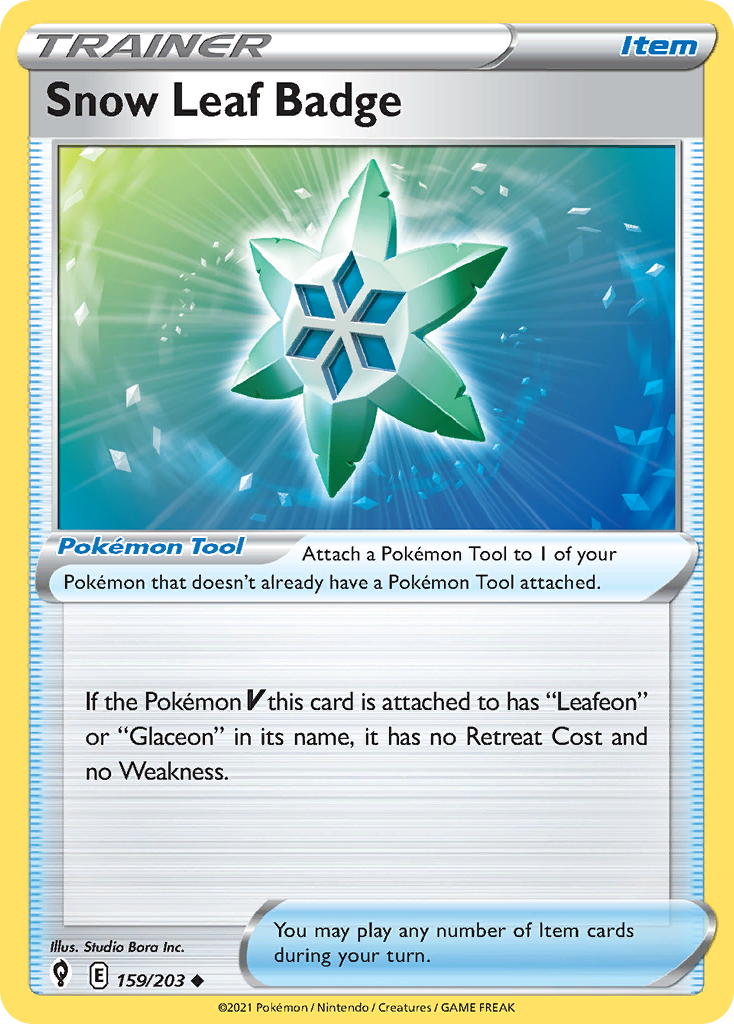 TRAINER
Item
Snow Leaf Badge
Pokémon Tool
Attach a Pokémon Tool to 1 of your
Pokémon that doesn't already have a Pokémon Tool attached.
If the Pokémon V this card is attached to has “Leafeon”
or “Glaceon” in its name, it has no Retreat Cost and
no Weakness.
You may play any number of Item cards
during your turn.
Illus. Studio Bora Inc.
E 159/203
©2021 Pokémon / Nintendo / Creatures / GAME FREAK